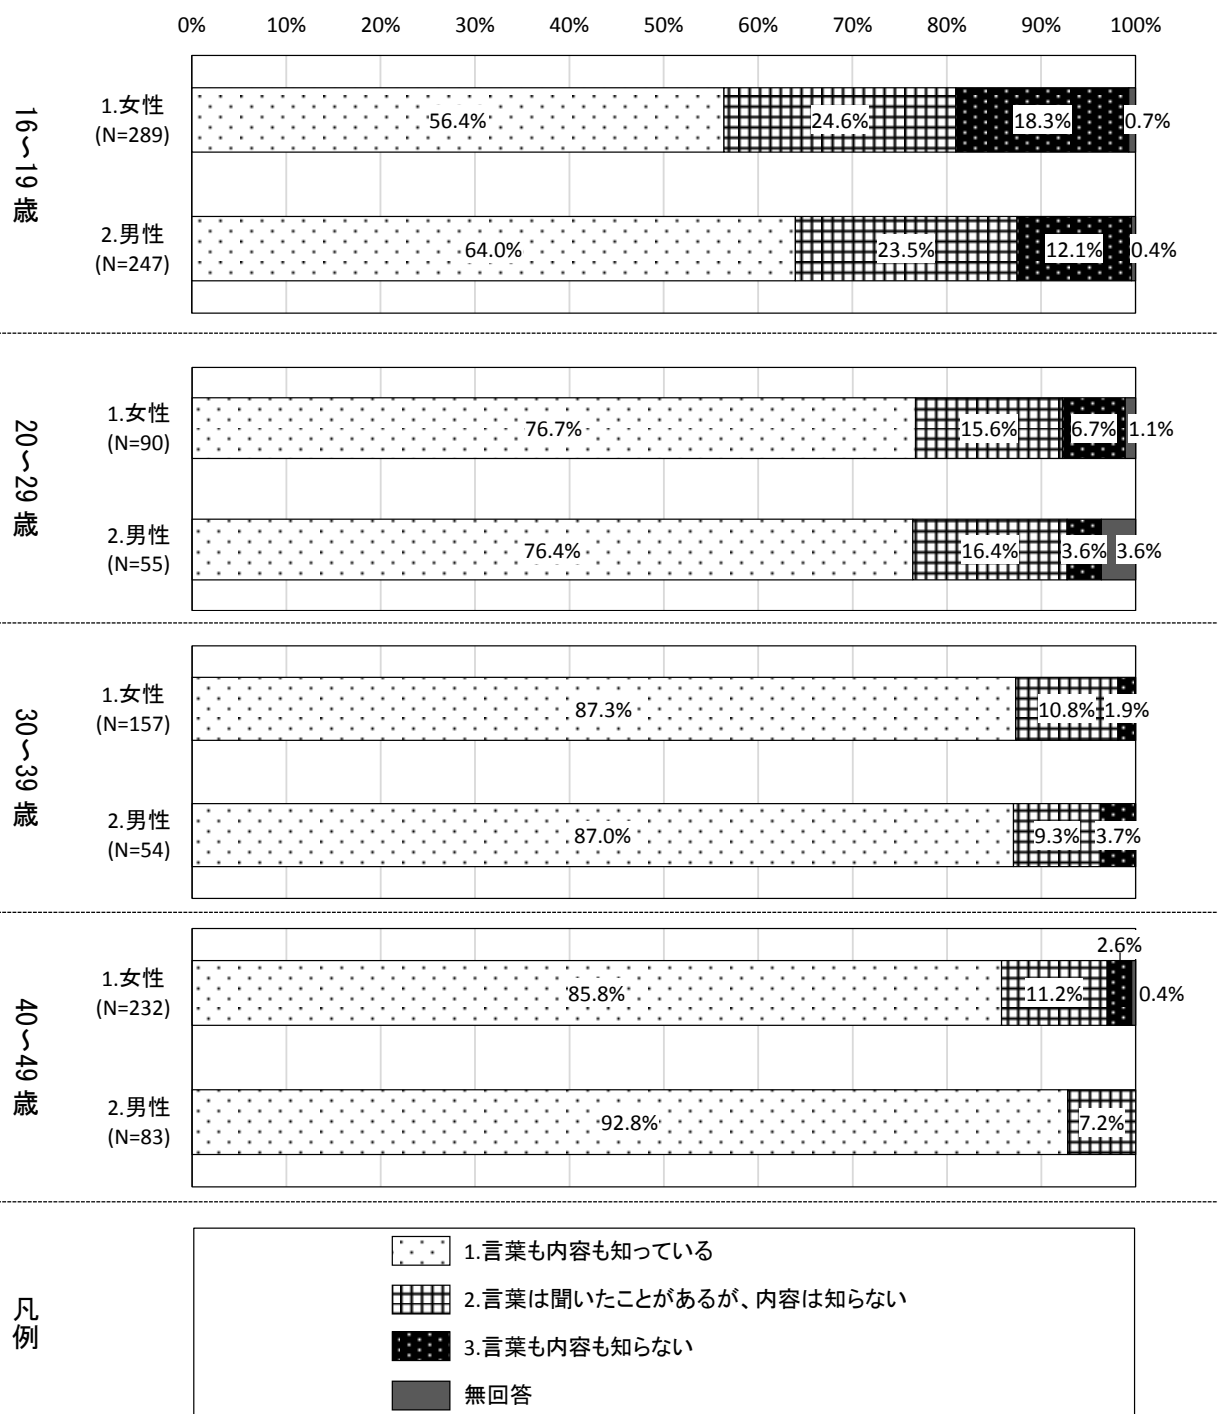 0% 10% 20% 30% 40% 50% 60% 70% 80% 90% 100%
16～19歳
1.女性
(N=289)
56.4% 24.6% 18.3% 0.7%
2.男性
(N=247)
64.0% 23.5% 12.1% 0.4%
20～29歳
1.女性
(N=90)
76.7% 15.6% 6.7% 1.1%
2.男性
(N=55)
76.4% 16.4% 3.6% 3.6%
30～39歳
1.女性
(N=157)
87.3% 10.8% 1.9%
2.男性
(N=54)
87.0% 9.3% 3.7%
40～49歳
1.女性
(N=232)
85.8% 11.2% 2.6% 0.4%
2.男性
(N=83)
92.8% 7.2%
凡例
1.言葉も内容も知っている
2.言葉は聞いたことがあるが、内容は知らない
3.言葉も内容も知らない
無回答